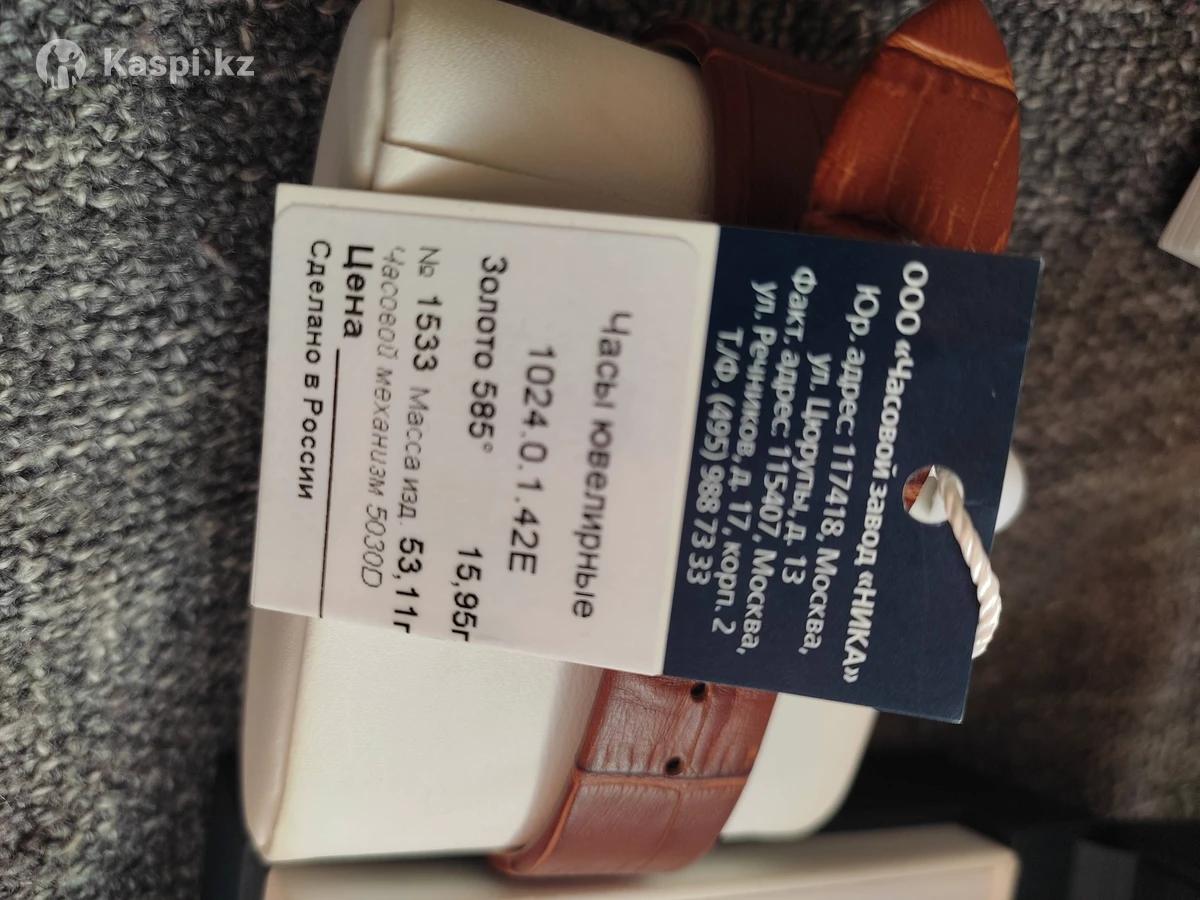 Kaspi.kz
ООО «Часовой завод «НИКА»
Юр. адрес 117418, Москва,
ул. Цюрупы, д. 13
Факт. адрес: 115407, Москва,
ул. Речников, д. 17, корп. 2
Т./Ф. (495) 988 73 33
Часы ювелирные
1024.0.1.42E
Золото 585° 15,95г
№ 1533 Масса изд. 53,11г
Часовой механизм 5030D
Цена
Сделано в России